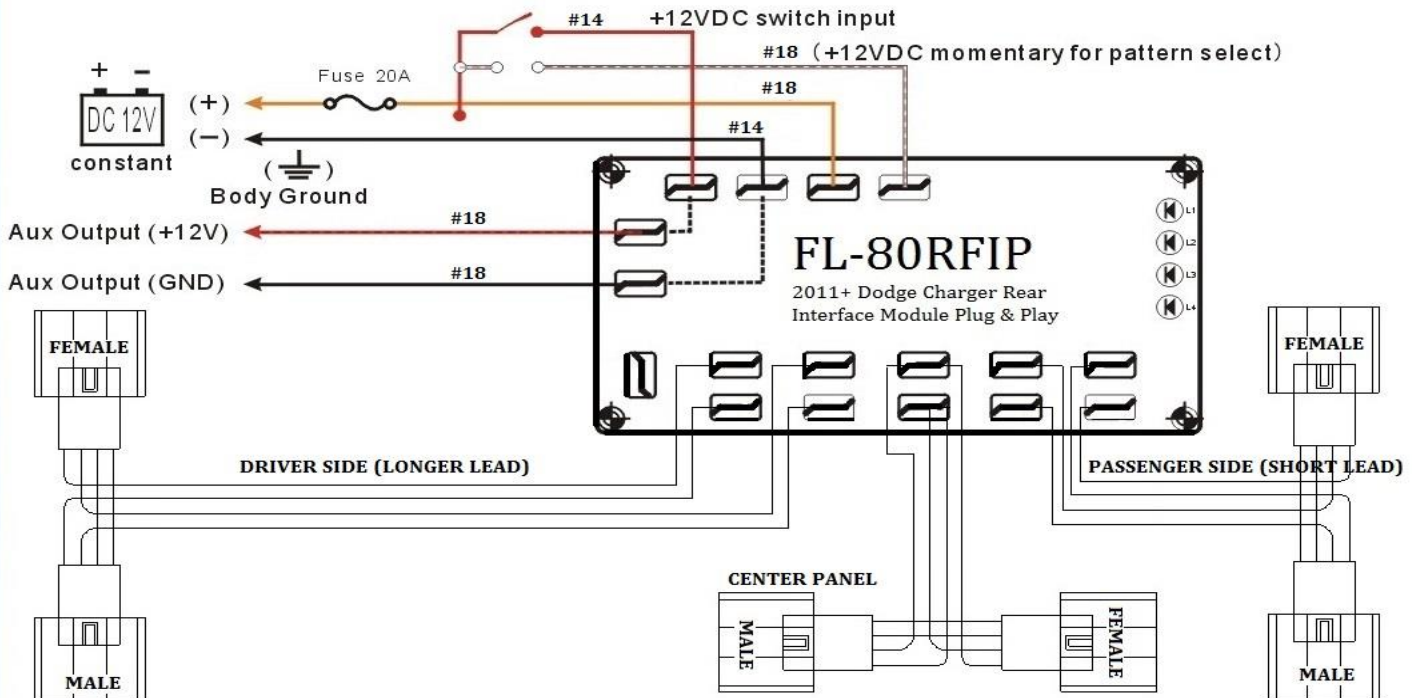 #14 +12VDC switch input
#18 (+12VDC momentary for pattern select)
+ −
Fuse 20A
#18
DC 12V
(+)
(−)
#14
constant
( )
Body Ground
Aux Output (+12V)
#18
Aux Output (GND)
#18
FL-80RFIP
2011+ Dodge Charger Rear
Interface Module Plug & Play
L1
L2
L3
L4
FEMALE
FEMALE
DRIVER SIDE (LONGER LEAD)
PASSENGER SIDE (SHORT LEAD)
CENTER PANEL
MALE
FEMALE
MALE
MALE